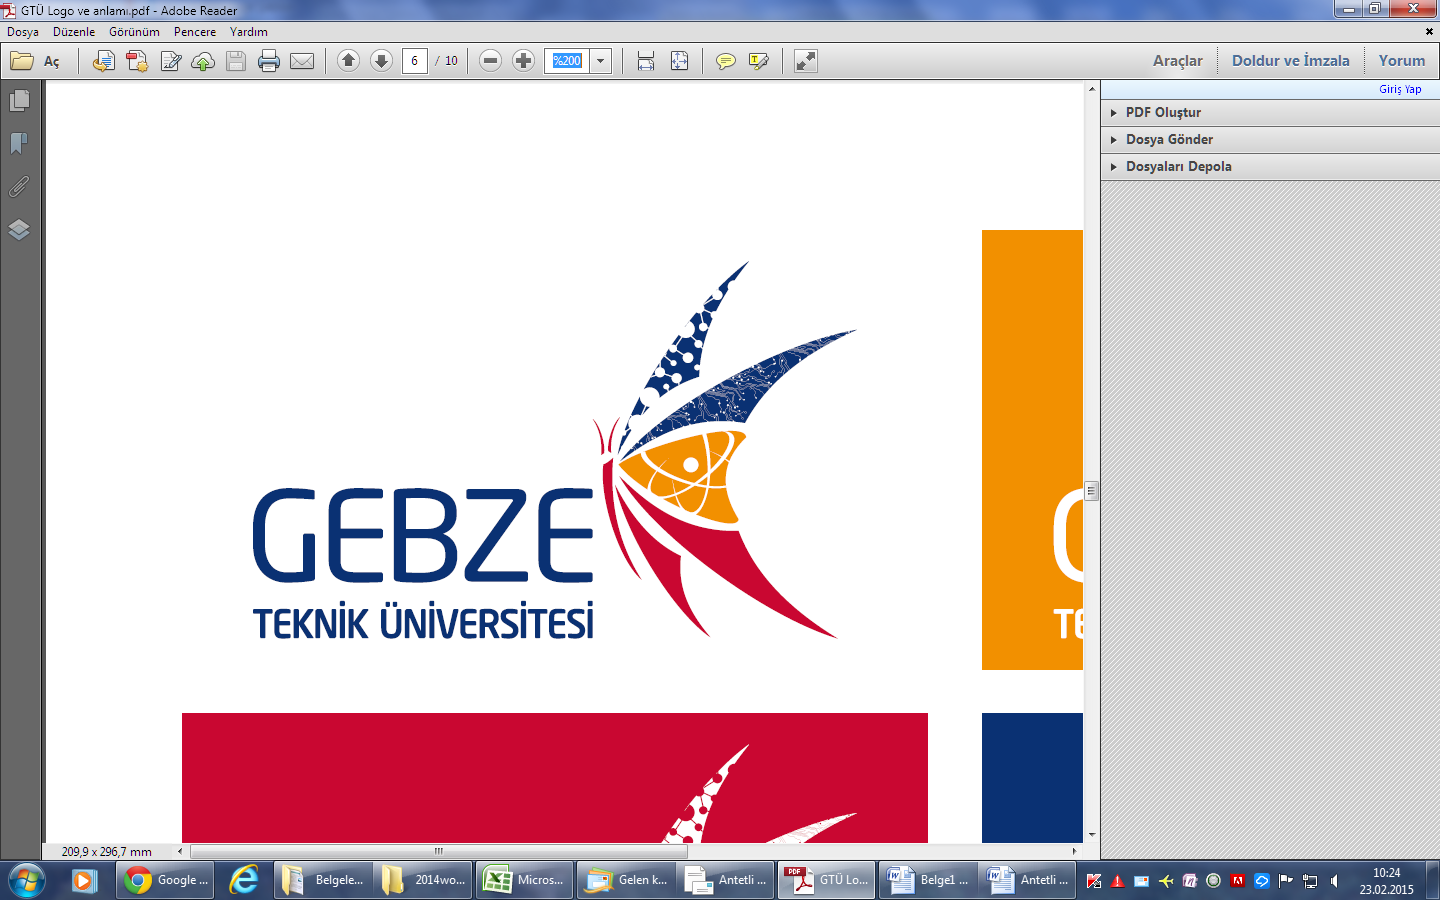 GTÜ Logo ve anlamı.pdf - Adobe Reader
Dosya Düzenle Görünüm Pencere Yardım
Aç 6 / 10 %200 Araçlar Doldur ve İmzala Yorum
Giriş Yap
PDF Oluştur
Dosya Gönder
Dosyaları Depola
GEBZE
TEKNİK ÜNİVERSİTESİ
209,9 x 296,7 mm
Google ... Belgele... 2014wo... Micros... Gelen k... Antetli ... GTÜ Lo... Belge1 ... Antetli ...
10:24
23.02.2015